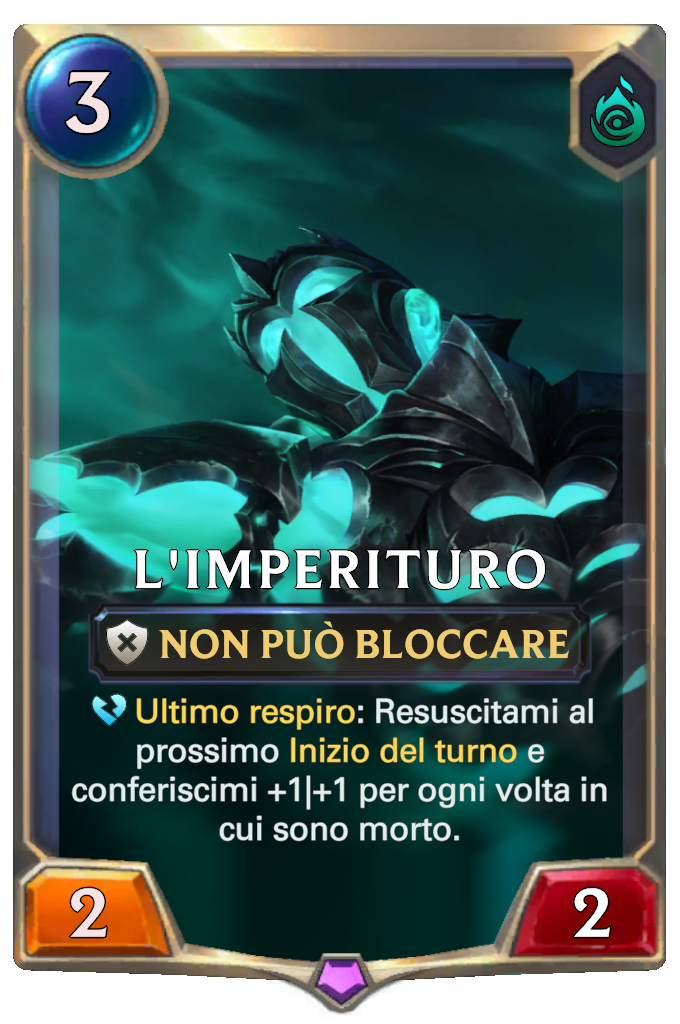 3
L'IMPERITURO
NON PUÒ BLOCCARE
Ultimo respiro: Resuscitami al
prossimo Inizio del turno e
conferiscimi +1|+1 per ogni volta in
cui sono morto.
2
2